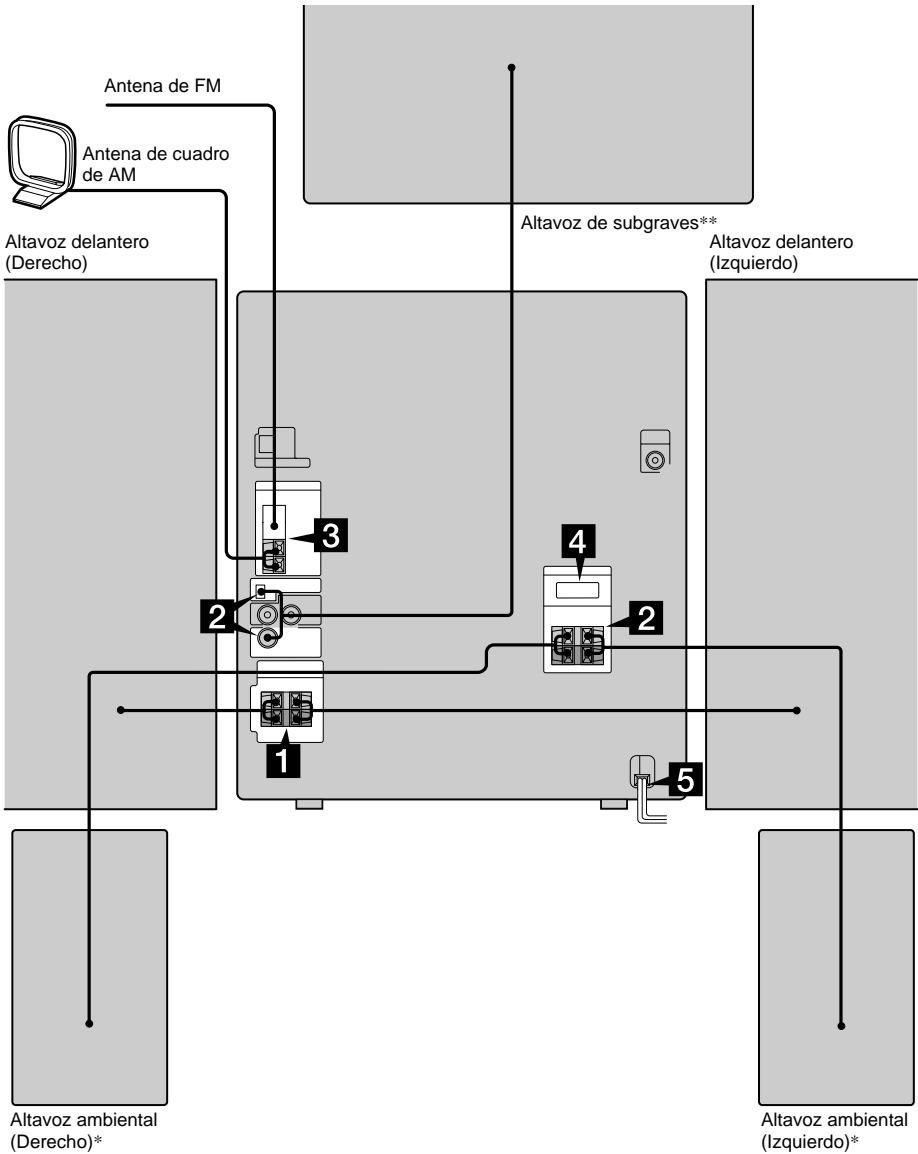 Antena de FM
Antena de cuadro
de AM
Altavoz de subgraves**
Altavoz delantero
(Derecho)
Altavoz delantero
(Izquierdo)
3
4
2
2
1
5
Altavoz ambiental
(Derecho)*
Altavoz ambiental
(Izquierdo)*